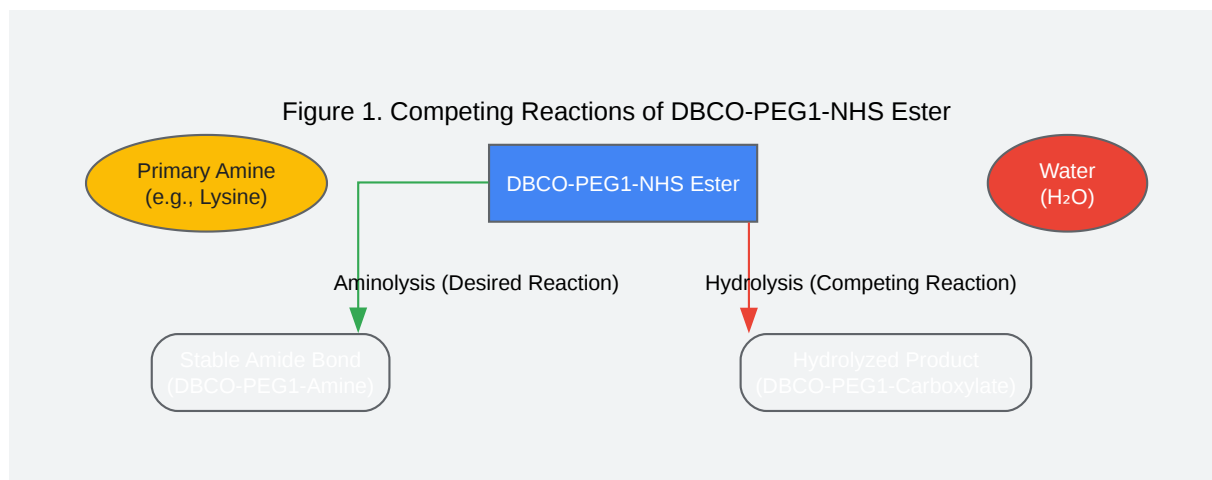 Figure 1. Competing Reactions of DBCO-PEG1-NHS Ester
Primary Amine
(e.g., Lysine)
DBCO-PEG1-NHS Ester
Water
(H₂O)
Aminolysis (Desired Reaction)
Hydrolysis (Competing Reaction)
Stable Amide Bond
(DBCO-PEG1-Amine)
Hydrolyzed Product
(DBCO-PEG1-Carboxylate)